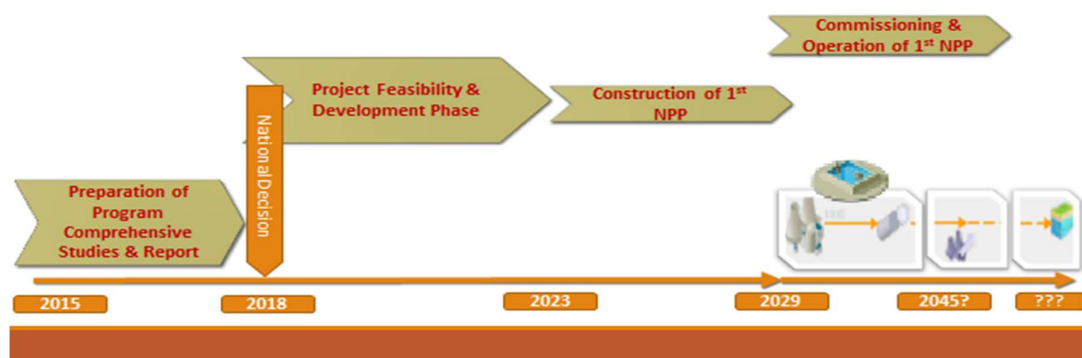 Commissioning &
Operation of 1st NPP
Project Feasibility &
Development Phase
Construction of 1st
NPP
National Decision
Preparation of
Program
Comprehensive
Studies & Report
2015
2018
2023
2029
2045?
???